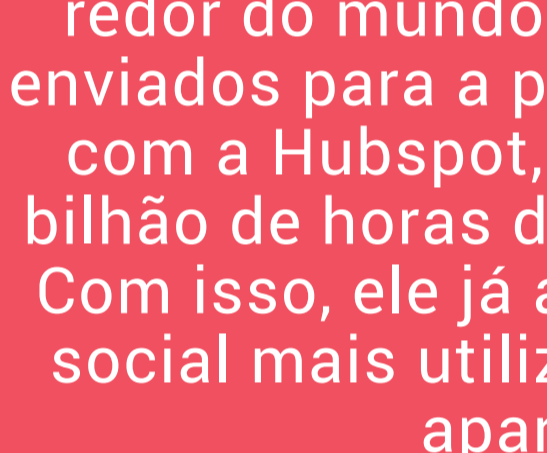 redor do mundo
enviados para a p
com a Hubspot,
bilhão de horas d
Com isso, ele já a
social mais utiliz
apar